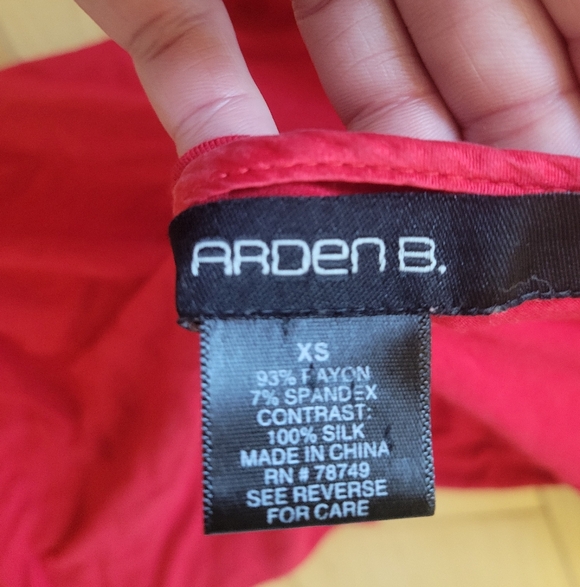 ARDEN B.
XS
93% RAYON
7% SPANDEX
CONTRAST:
100% SILK
MADE IN CHINA
RN # 78749
SEE REVERSE
FOR CARE